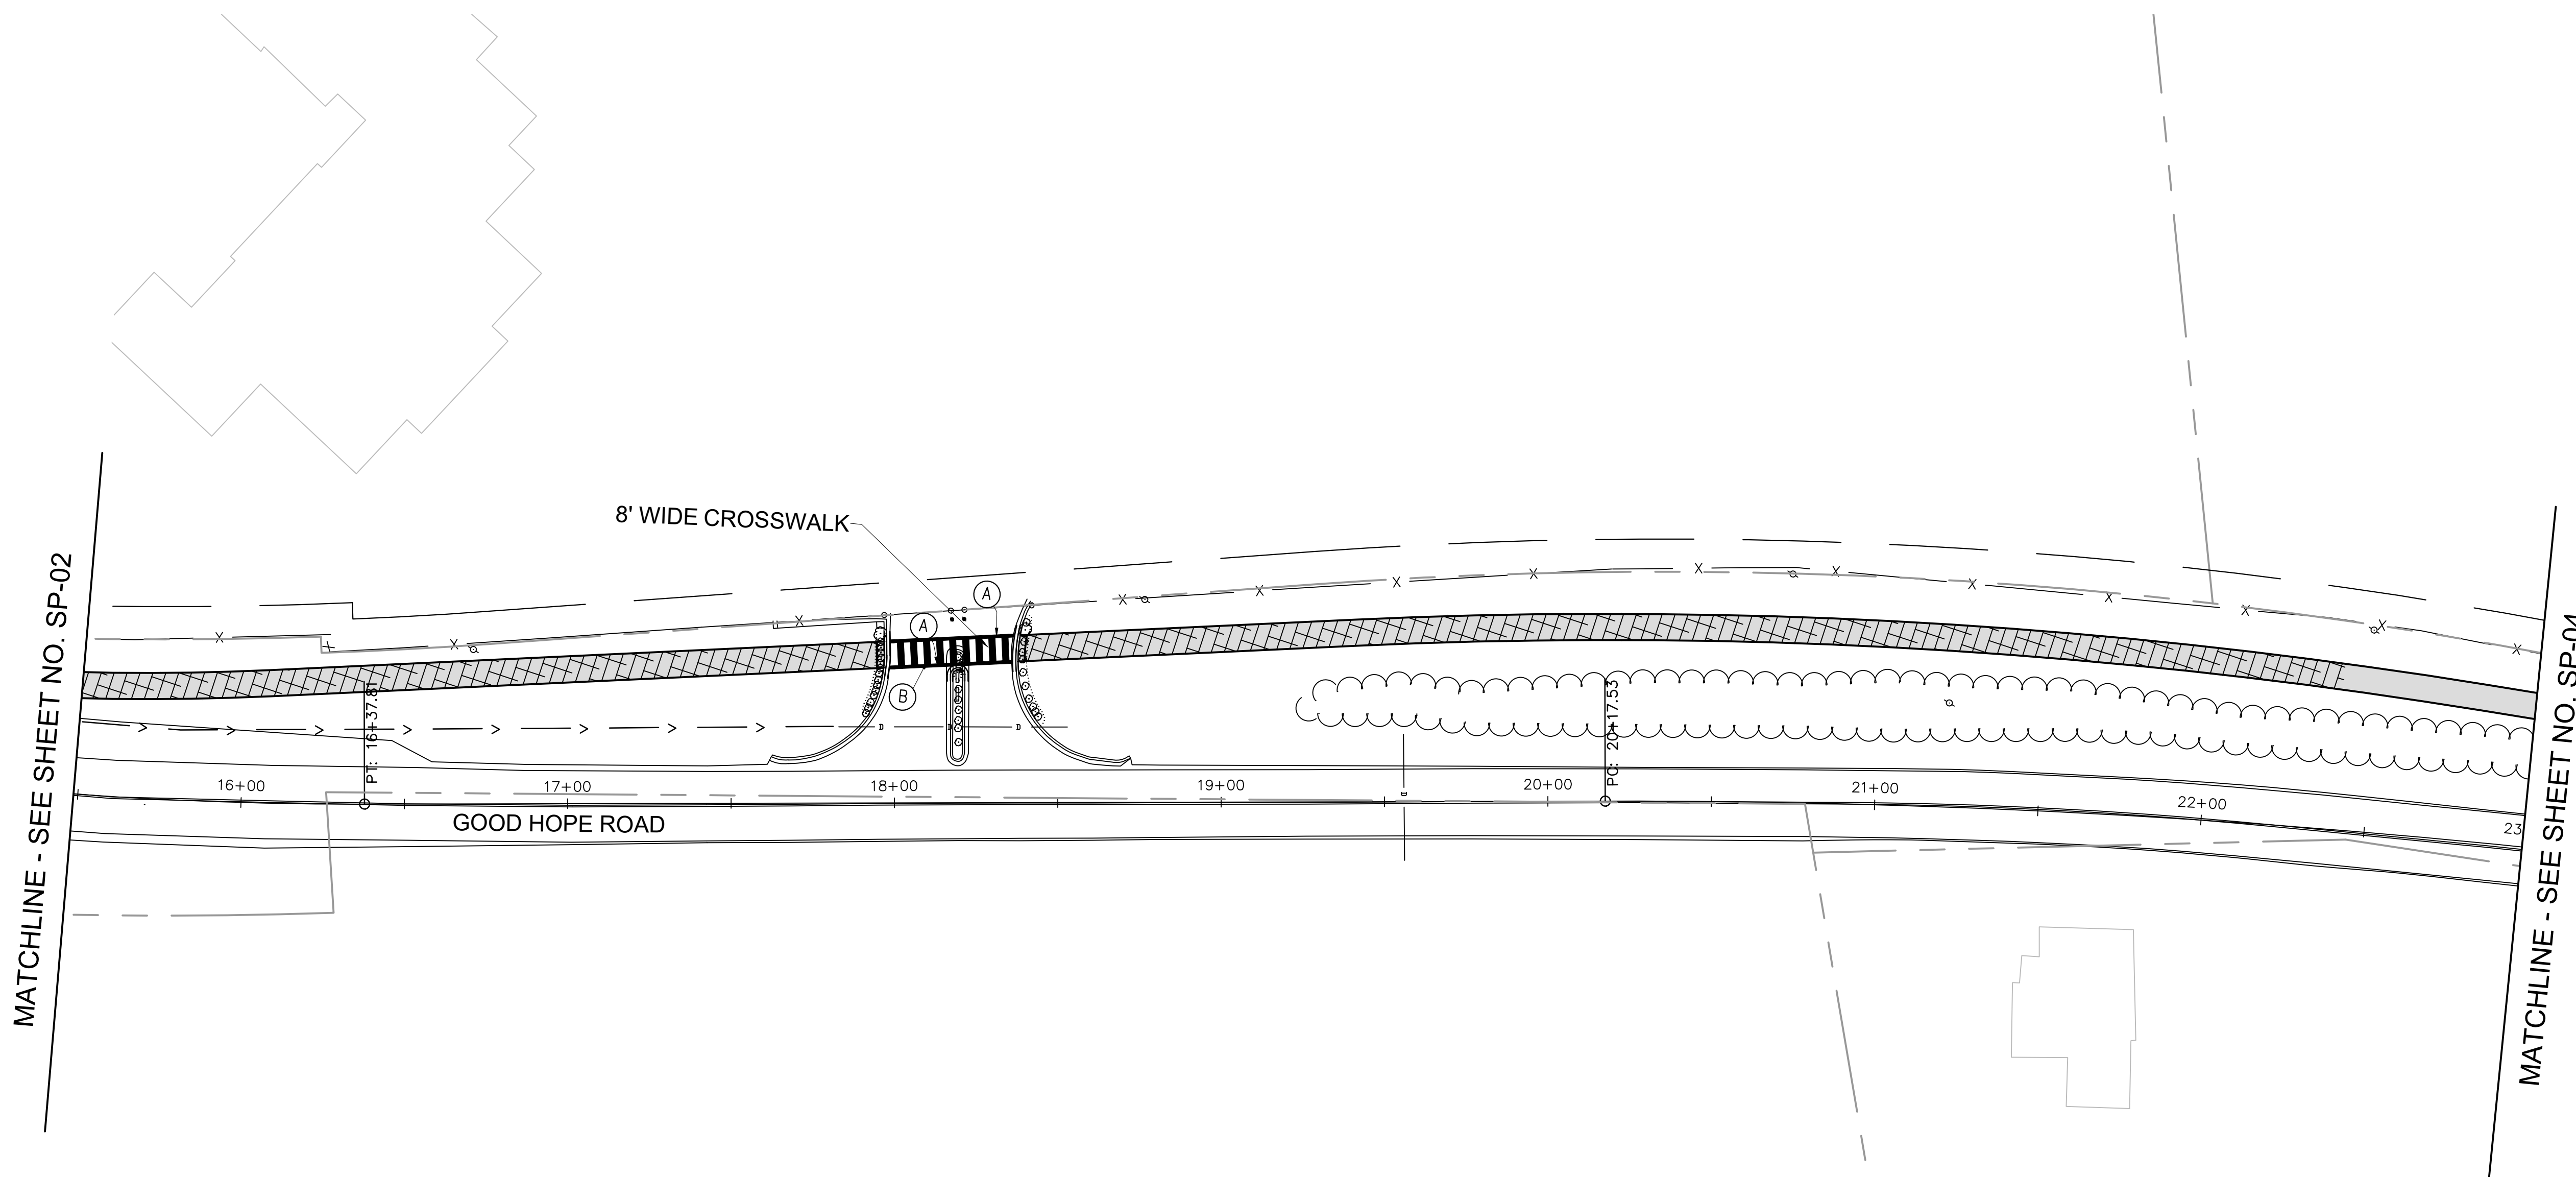 8' WIDE CROSSWALK
A
A
B
MATCHLINE - SEE SHEET NO. SP-02
MATCHLINE - SEE SHEET NO. SP-04
PT: 16+37.81
PC: 20+17.53
16+00
17+00
18+00
19+00
20+00
21+00
22+00
23
GOOD HOPE ROAD